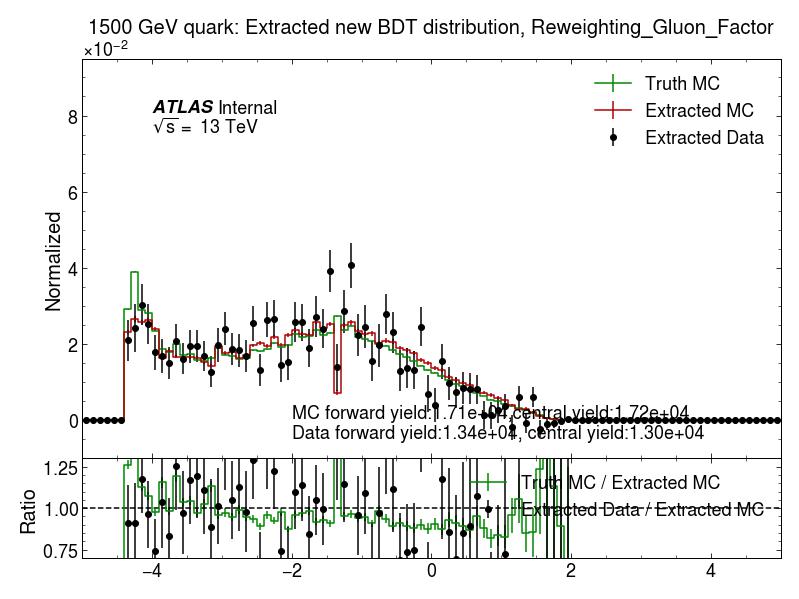 1500 GeV quark: Extracted new BDT distribution, Reweighting_Gluon_Factor
×10⁻²
ATLAS Internal
√s = 13 TeV
Truth MC
Extracted MC
Extracted Data
Normalized
8
6
4
2
0
MC forward yield:1.71e+04,central yield:1.72e+04
Data forward yield:1.34e+04, central yield:1.30e+04
Ratio
1.25
1.00
0.75
Truth MC / Extracted MC
Extracted Data / Extracted MC
−4
−2
0
2
4